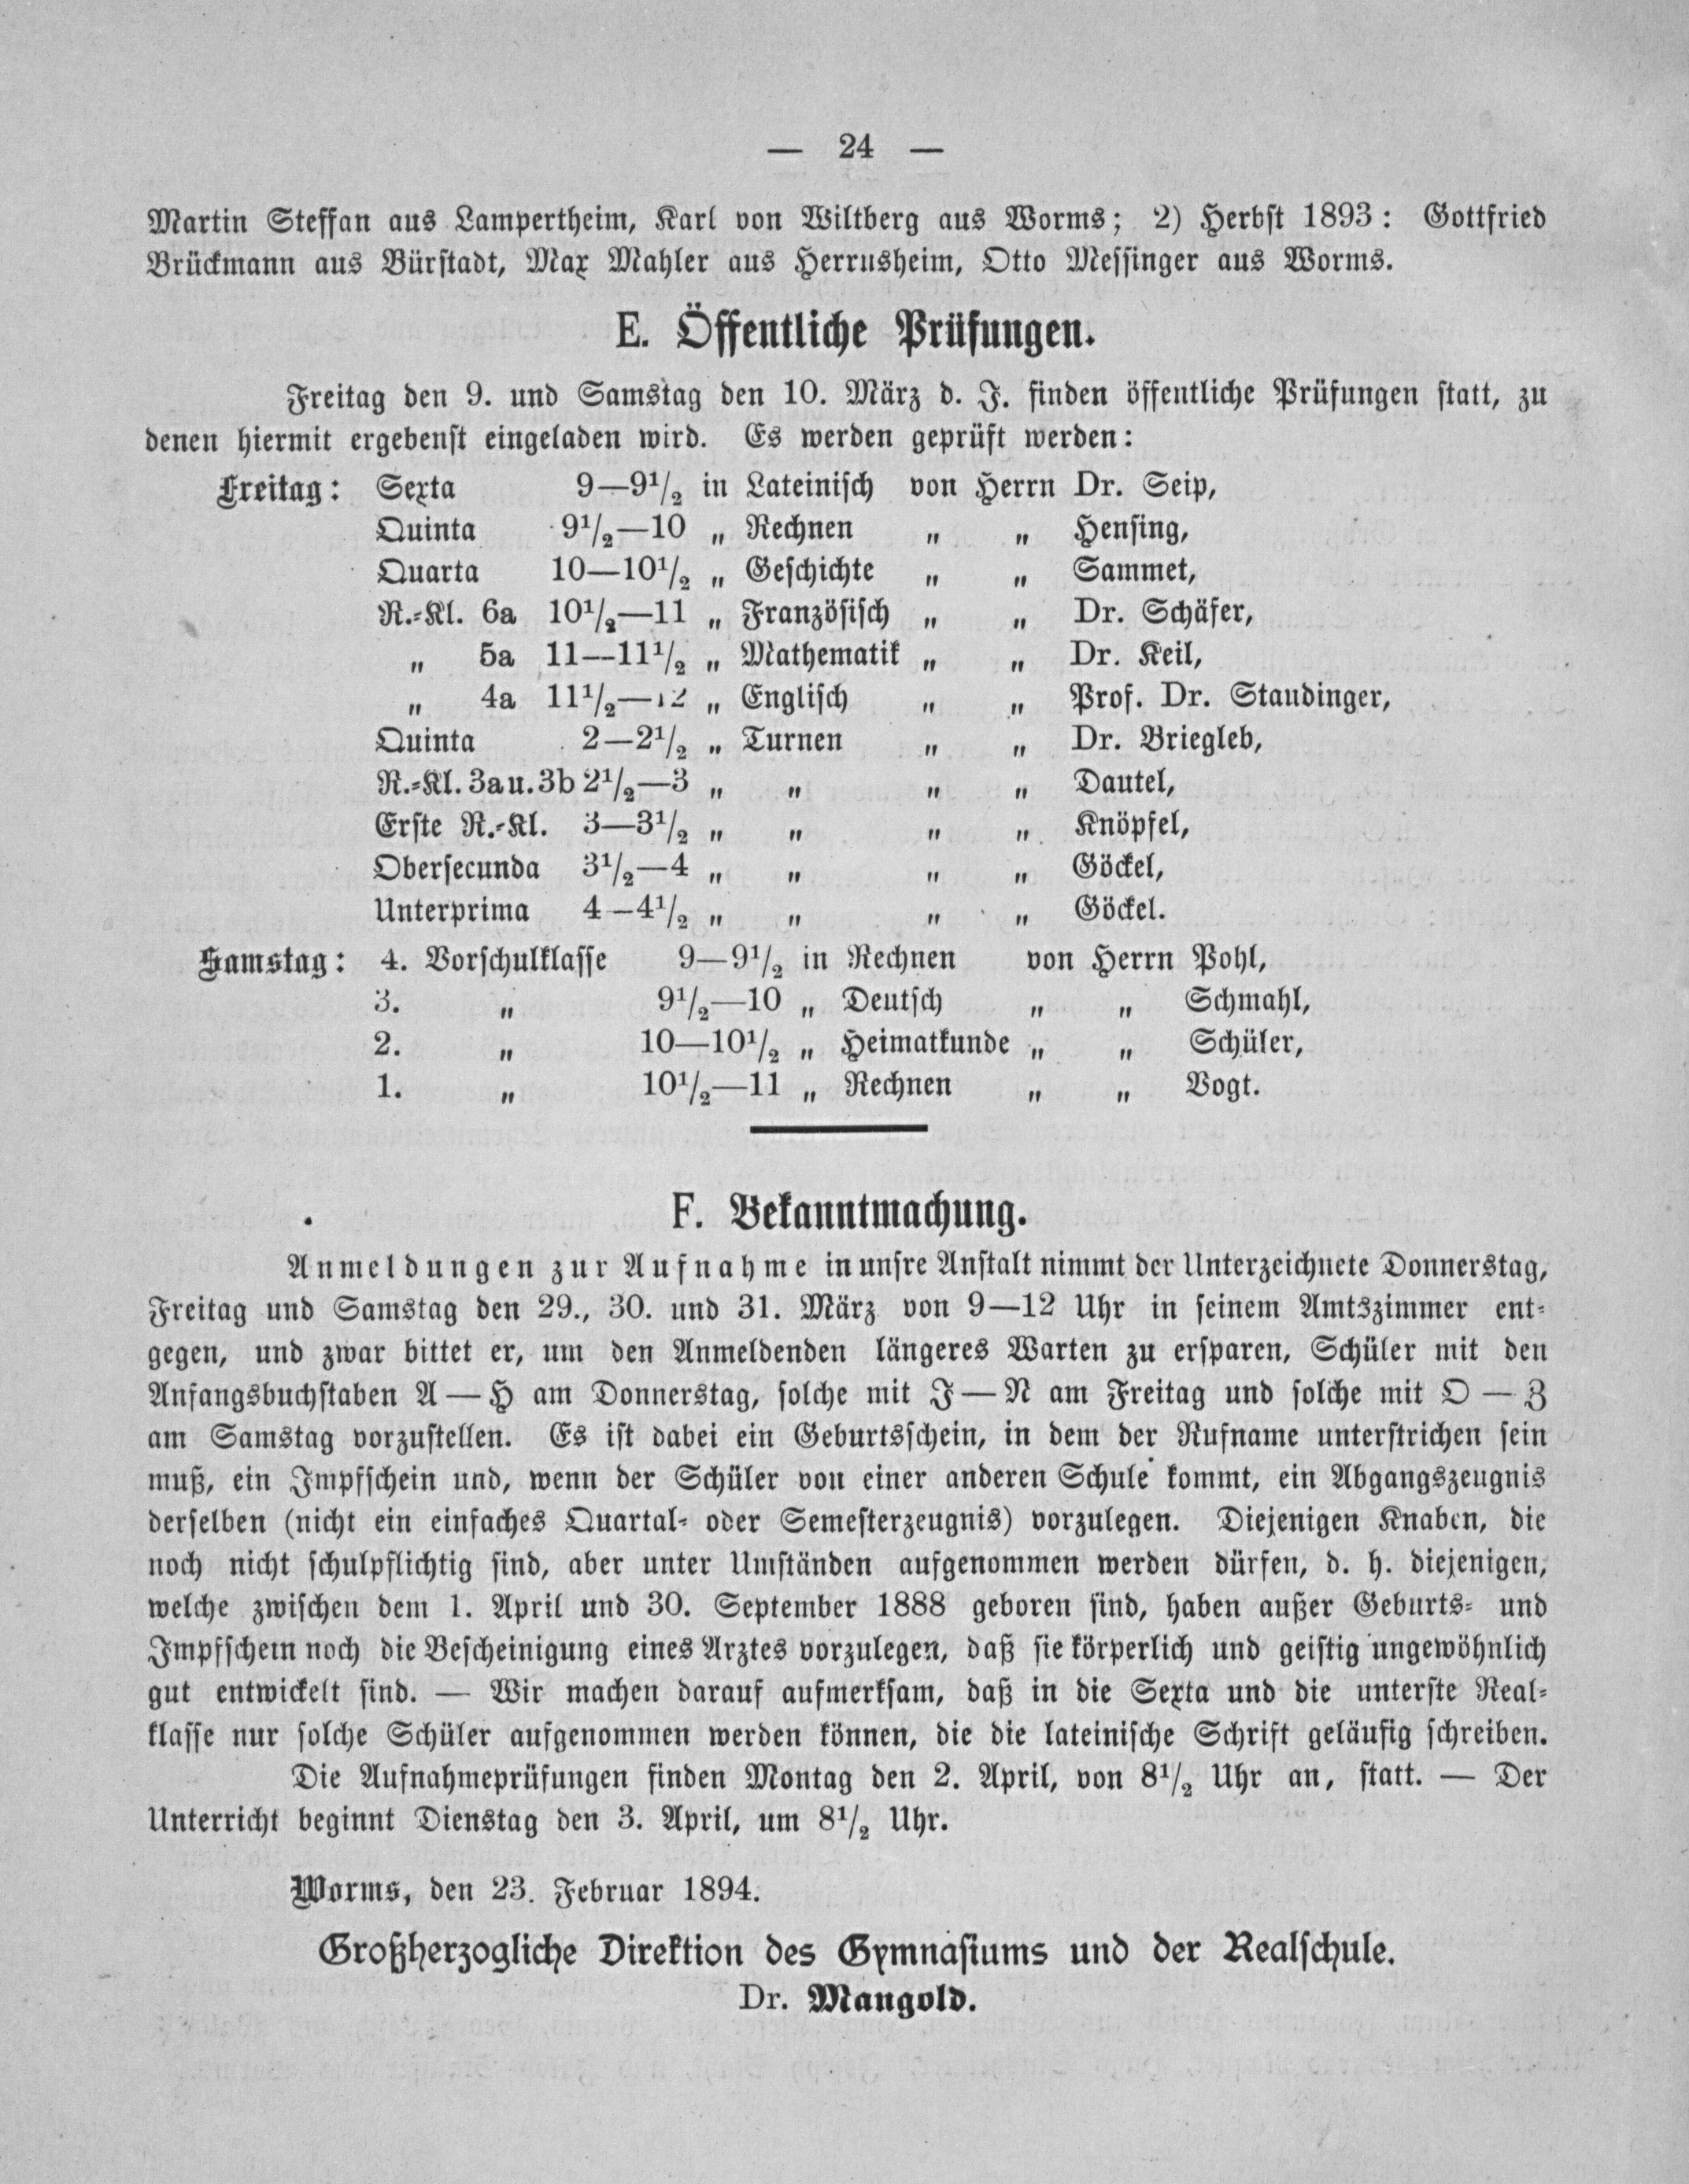 — 24 —
Martin Steffan aus Lampertheim, Karl von Wiltberg aus Worms; 2) Herbst 1893: Gottfried
Brückmann aus Bürstadt, Max Mahler aus Herrnsheim, Otto Messinger aus Worms.
E. Öffentliche Prüfungen.
Freitag den 9. und Samstag den 10. März d. J. finden öffentliche Prüfungen statt, zu
denen hiermit ergebenst eingeladen wird. Es werden geprüft werden:
Freitag: Sexta 9—9¹/₂ in Lateinisch von Herrn Dr. Seip,
Quinta 9¹/₂—10 „ Rechnen „ „ Hensing,
Quarta 10—10¹/₂ „ Geschichte „ „ Sammet,
R.-Kl. 6a 10¹/₂—11 „ Französisch „ „ Dr. Schäfer,
„ 5a 11—11¹/₂ „ Mathematik „ „ Dr. Keil,
„ 4a 11¹/₂—12 „ Englisch „ „ Prof. Dr. Staudinger,
Quinta 2—2¹/₂ „ Turnen „ „ Dr. Briegleb,
R.-Kl. 3a u. 3b 2¹/₂—3 „ „ „ „ Dautel,
Erste R.-Kl. 3—3¹/₂ „ „ „ „ Knöpfel,
Obersecunda 3¹/₂—4 „ „ „ „ Göckel,
Unterprima 4—4¹/₂ „ „ „ „ Göckel.
Samstag: 4. Vorschulklasse 9—9¹/₂ in Rechnen von Herrn Pohl,
3. „ 9¹/₂—10 „ Deutsch „ „ Schmahl,
2. „ 10—10¹/₂ „ Heimatkunde „ „ Schüler,
1. „ 10¹/₂—11 „ Rechnen „ „ Vogt.
F. Bekanntmachung.
Anmeldungen zur Aufnahme in unsre Anstalt nimmt der Unterzeichnete Donnerstag,
Freitag und Samstag den 29., 30. und 31. März von 9—12 Uhr in seinem Amtszimmer ent-
gegen, und zwar bittet er, um den Anmeldenden längeres Warten zu ersparen, Schüler mit den
Anfangsbuchstaben A — H am Donnerstag, solche mit J — N am Freitag und solche mit O — Z
am Samstag vorzustellen. Es ist dabei ein Geburtsschein, in dem der Rufname unterstrichen sein
muß, ein Impfschein und, wenn der Schüler von einer anderen Schule kommt, ein Abgangszeugnis
derselben (nicht ein einfaches Quartal- oder Semesterzeugnis) vorzulegen. Diejenigen Knaben, die
noch nicht schulpflichtig sind, aber unter Umständen aufgenommen werden dürfen, d. h. diejenigen,
welche zwischen dem 1. April und 30. September 1888 geboren sind, haben außer Geburts- und
Impfschein noch die Bescheinigung eines Arztes vorzulegen, daß sie körperlich und geistig ungewöhnlich
gut entwickelt sind. — Wir machen darauf aufmerksam, daß in die Sexta und die unterste Real-
klasse nur solche Schüler aufgenommen werden können, die die lateinische Schrift geläufig schreiben.
Die Aufnahmeprüfungen finden Montag den 2. April, von 8¹/₂ Uhr an, statt. — Der
Unterricht beginnt Dienstag den 3. April, um 8¹/₂ Uhr.
Worms, den 23. Februar 1894.
Großherzogliche Direktion des Gymnasiums und der Realschule.
Dr. Mangold.